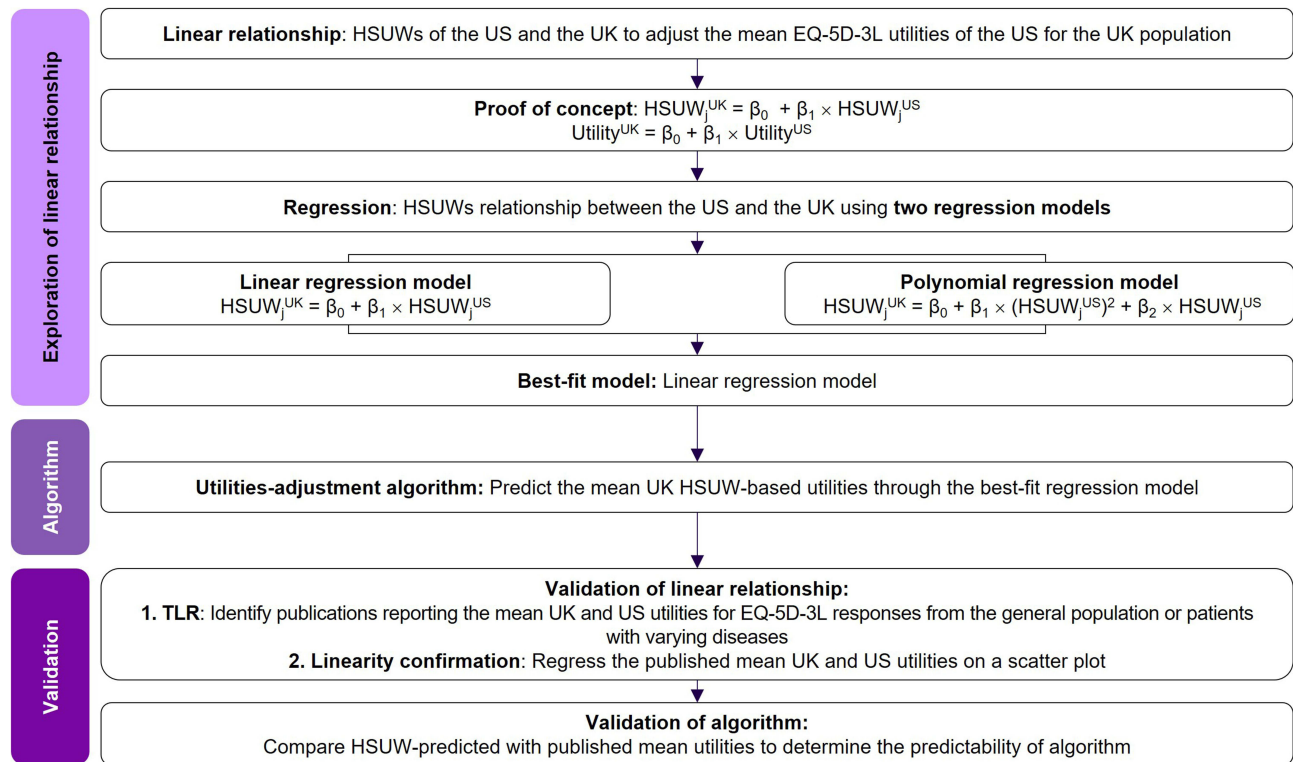 Exploration of linear relationship
Linear relationship: HSUWs of the US and the UK to adjust the mean EQ-5D-3L utilities of the US for the UK population
Proof of concept: HSUWⱼᵁᴷ = β₀ + β₁ × HSUWⱼᵁˢ
Utilityᵁᴷ = β₀ + β₁ × Utilityᵁˢ
Regression: HSUWs relationship between the US and the UK using two regression models
Linear regression model
HSUWⱼᵁᴷ = β₀ + β₁ × HSUWⱼᵁˢ
Polynomial regression model
HSUWⱼᵁᴷ = β₀ + β₁ × (HSUWⱼᵁˢ)² + β₂ × HSUWⱼᵁˢ
Best-fit model: Linear regression model
Algorithm
Utilities-adjustment algorithm: Predict the mean UK HSUW-based utilities through the best-fit regression model
Validation
Validation of linear relationship:
1. TLR: Identify publications reporting the mean UK and US utilities for EQ-5D-3L responses from the general population or patients
with varying diseases
2. Linearity confirmation: Regress the published mean UK and US utilities on a scatter plot
Validation of algorithm:
Compare HSUW-predicted with published mean utilities to determine the predictability of algorithm